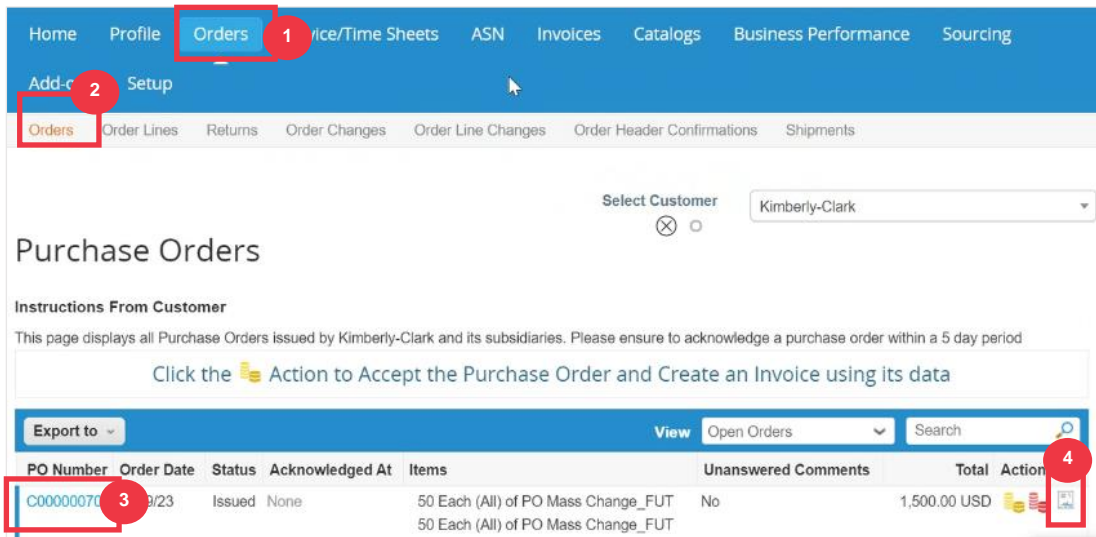 Home Profile Orders 1 vice/Time Sheets ASN Invoices Catalogs Business Performance Sourcing
Add-o 2 Setup
Orders Order Lines Returns Order Changes Order Line Changes Order Header Confirmations Shipments
Select Customer Kimberly-Clark
Purchase Orders
Instructions From Customer
This page displays all Purchase Orders issued by Kimberly-Clark and its subsidiaries. Please ensure to acknowledge a purchase order within a 5 day period
Click the Action to Accept the Purchase Order and Create an Invoice using its data
Export to View Open Orders Search
PO Number Order Date Status Acknowledged At Items Unanswered Comments Total Action 4
C00000070 3 9/23 Issued None 50 Each (All) of PO Mass Change_FUT No 1,500.00 USD
50 Each (All) of PO Mass Change_FUT